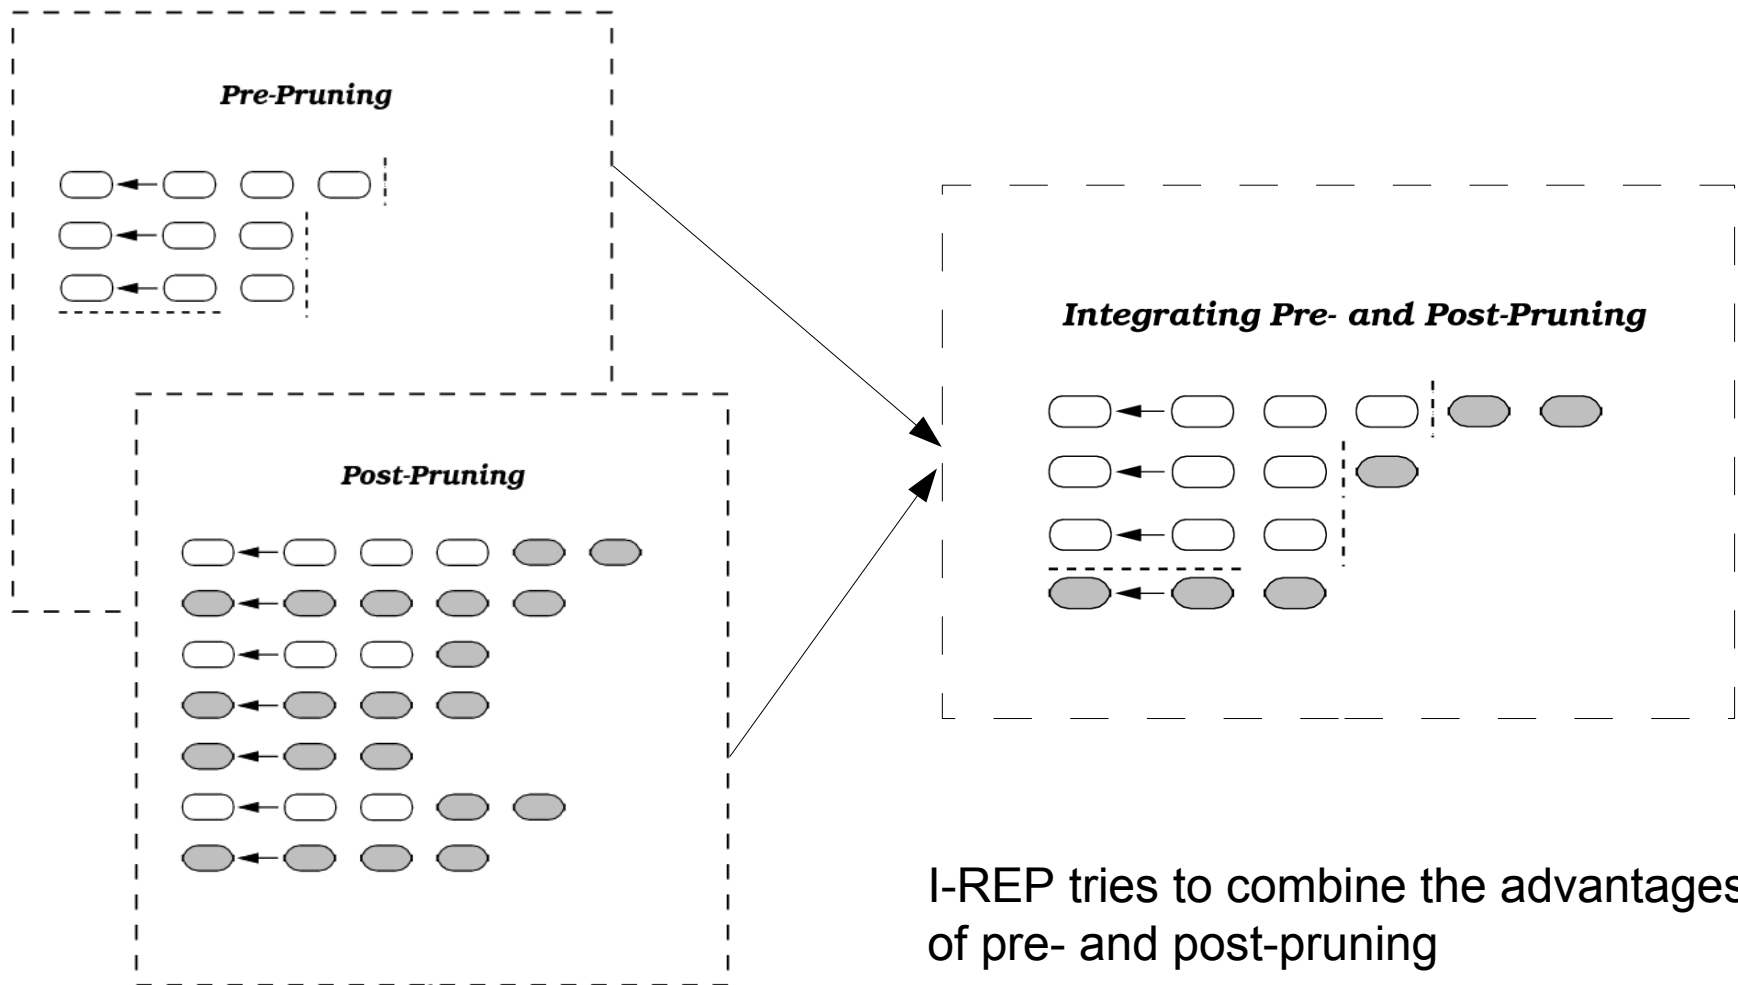 Pre-Pruning
Post-Pruning
Integrating Pre- and Post-Pruning
I-REP tries to combine the advantages
of pre- and post-pruning